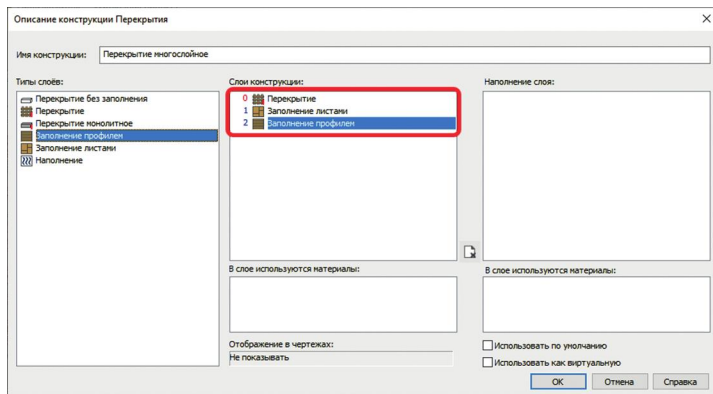 Описание конструкции Перекрытия
Имя конструкции: Перекрытие многослойное
Типы слоёв:
Перекрытие без заполнения
Перекрытие
Перекрытие монолитное
Заполнение профилем
Заполнение листами
Наполнение
Слои конструкции:
0 Перекрытие
1 Заполнение листами
2 Заполнение профилем
В слое используются материалы:
Отображение в чертежах:
Не показывать
Наполнение слоя:
В слое используются материалы:
Использовать по умолчанию
Использовать как виртуальную
ОК Отмена Справка